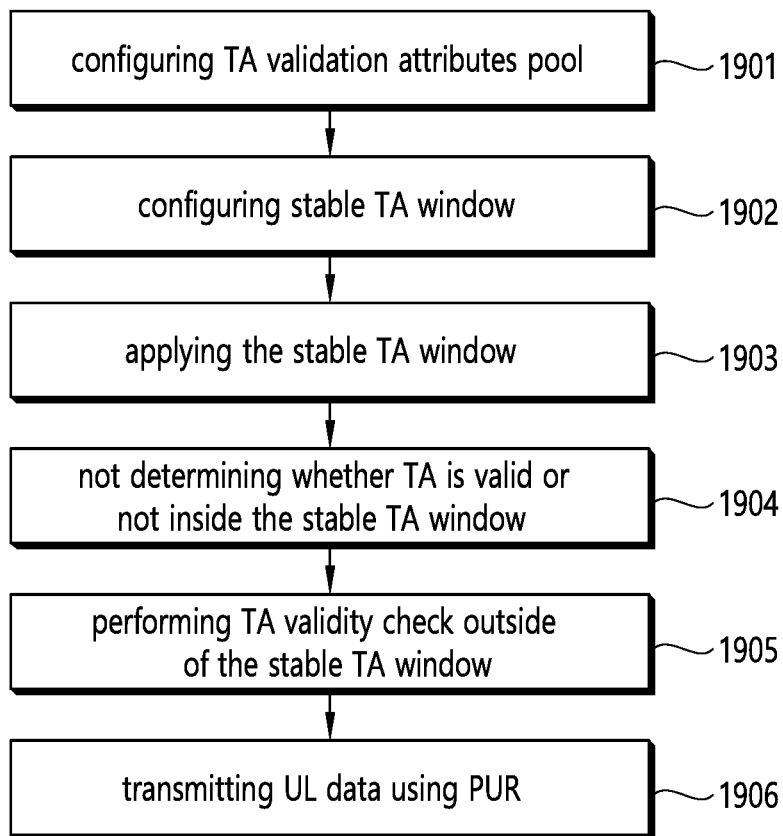 configuring TA validation attributes pool
1901
configuring stable TA window
1902
applying the stable TA window
1903
not determining whether TA is valid or
not inside the stable TA window
1904
performing TA validity check outside
of the stable TA window
1905
transmitting UL data using PUR
1906